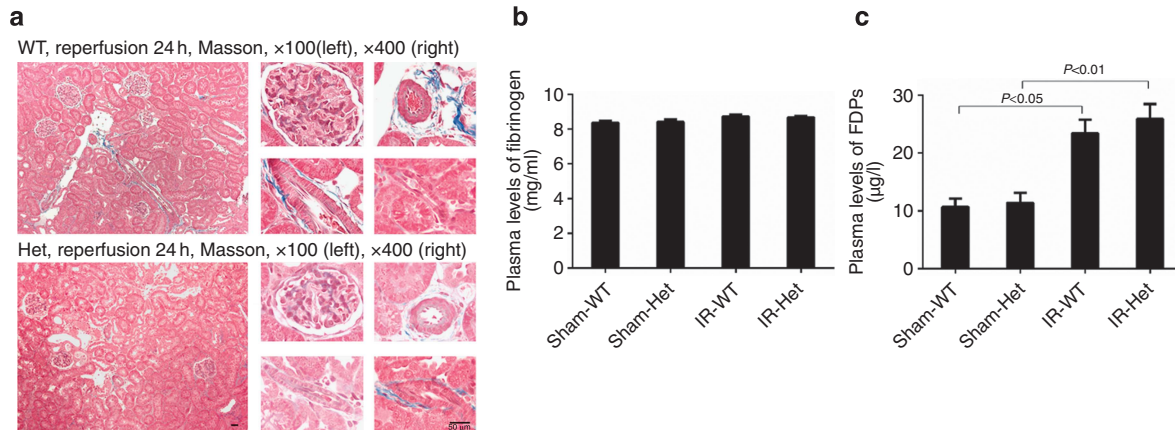 a
WT, reperfusion 24 h, Masson, ×100(left), ×400 (right)
Het, reperfusion 24 h, Masson, ×100 (left), ×400 (right)
50 μm
b
Plasma levels of fibrinogen
(mg/ml)
10
8
6
4
2
0
Sham-WT
Sham-Het
IR-WT
IR-Het
c
Plasma levels of FDPs
(μg/l)
30
20
10
0
P<0.01
P<0.05
Sham-WT
Sham-Het
IR-WT
IR-Het